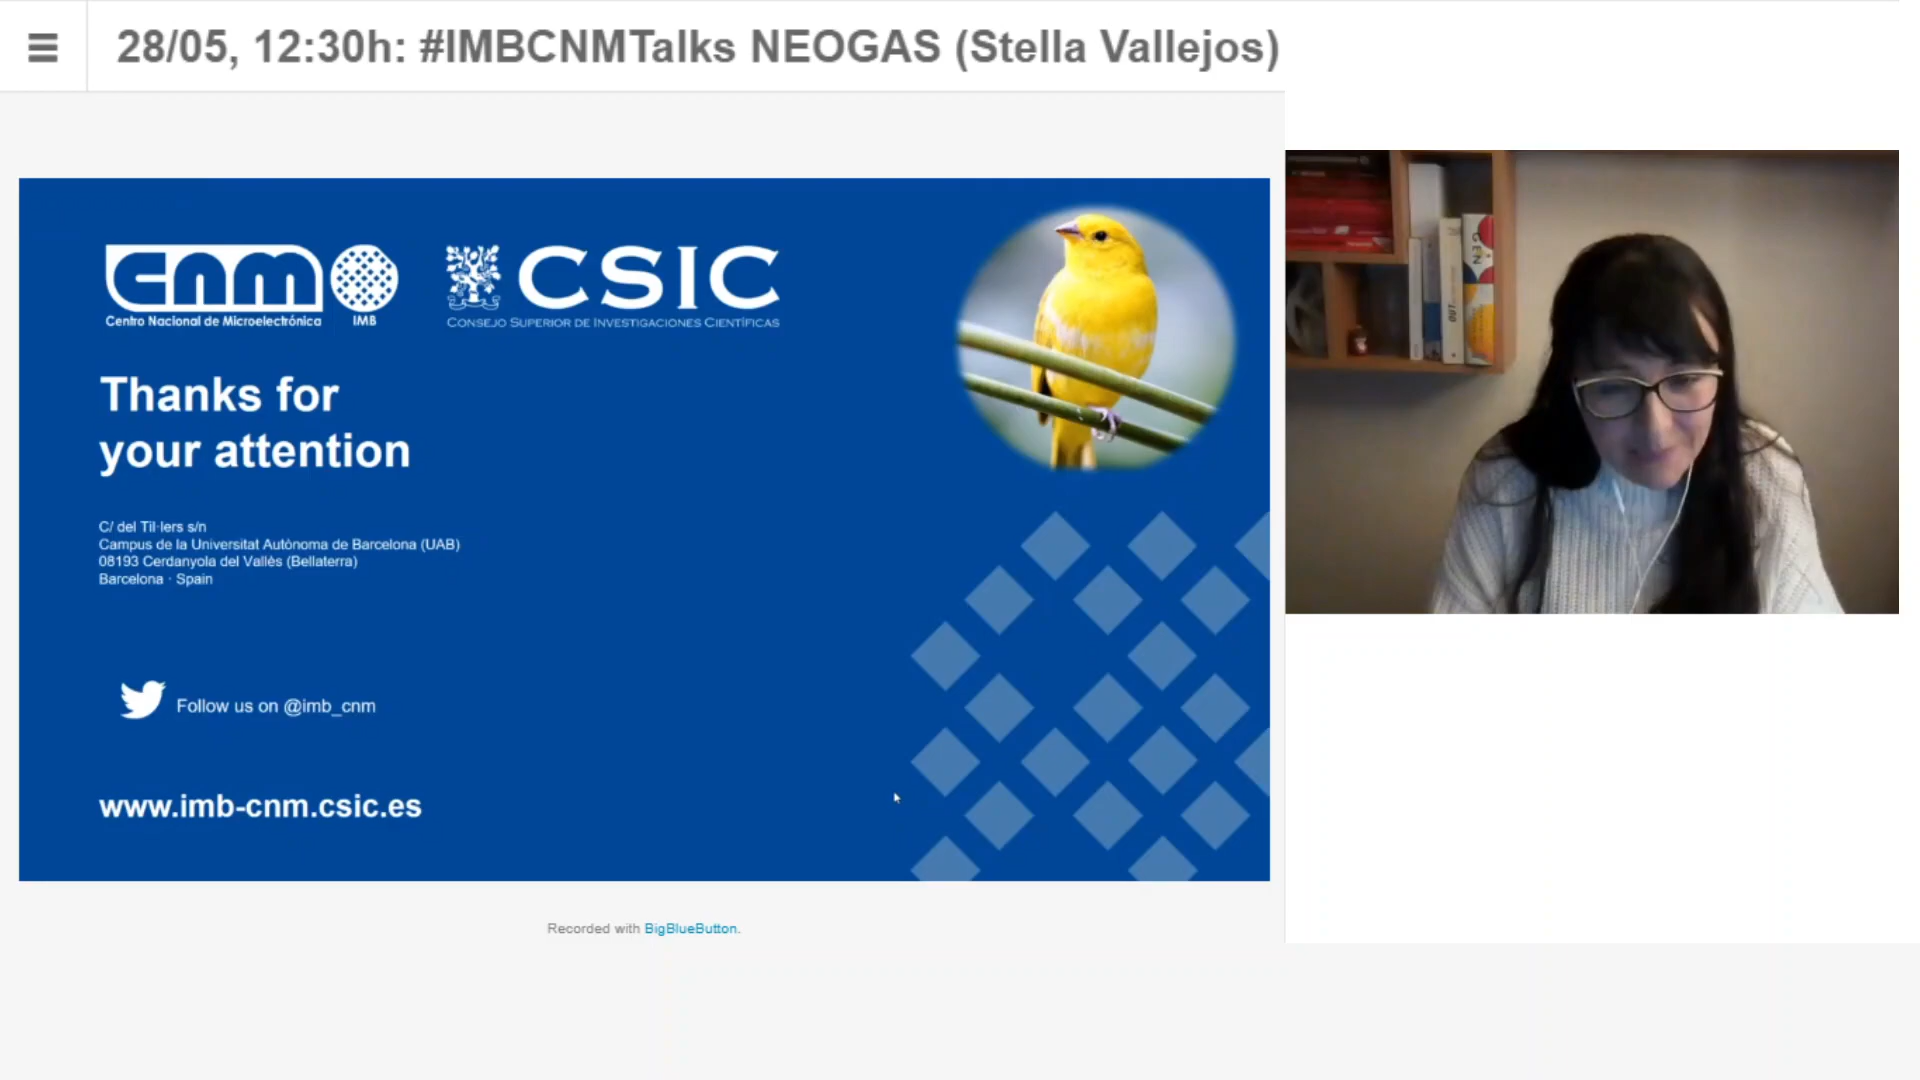 28/05, 12:30h: #IMBCNMTalks NEOGAS (Stella Vallejos)
cnm
Centro Nacional de Microelectrónica IMB
CSIC
CONSEJO SUPERIOR DE INVESTIGACIONES CIENTÍFICAS
Thanks for
your attention
C/ del Til·lers s/n
Campus de la Universitat Autònoma de Barcelona (UAB)
08193 Cerdanyola del Vallès (Bellaterra)
Barcelona · Spain
Follow us on @imb_cnm
www.imb-cnm.csic.es
Recorded with BigBlueButton.